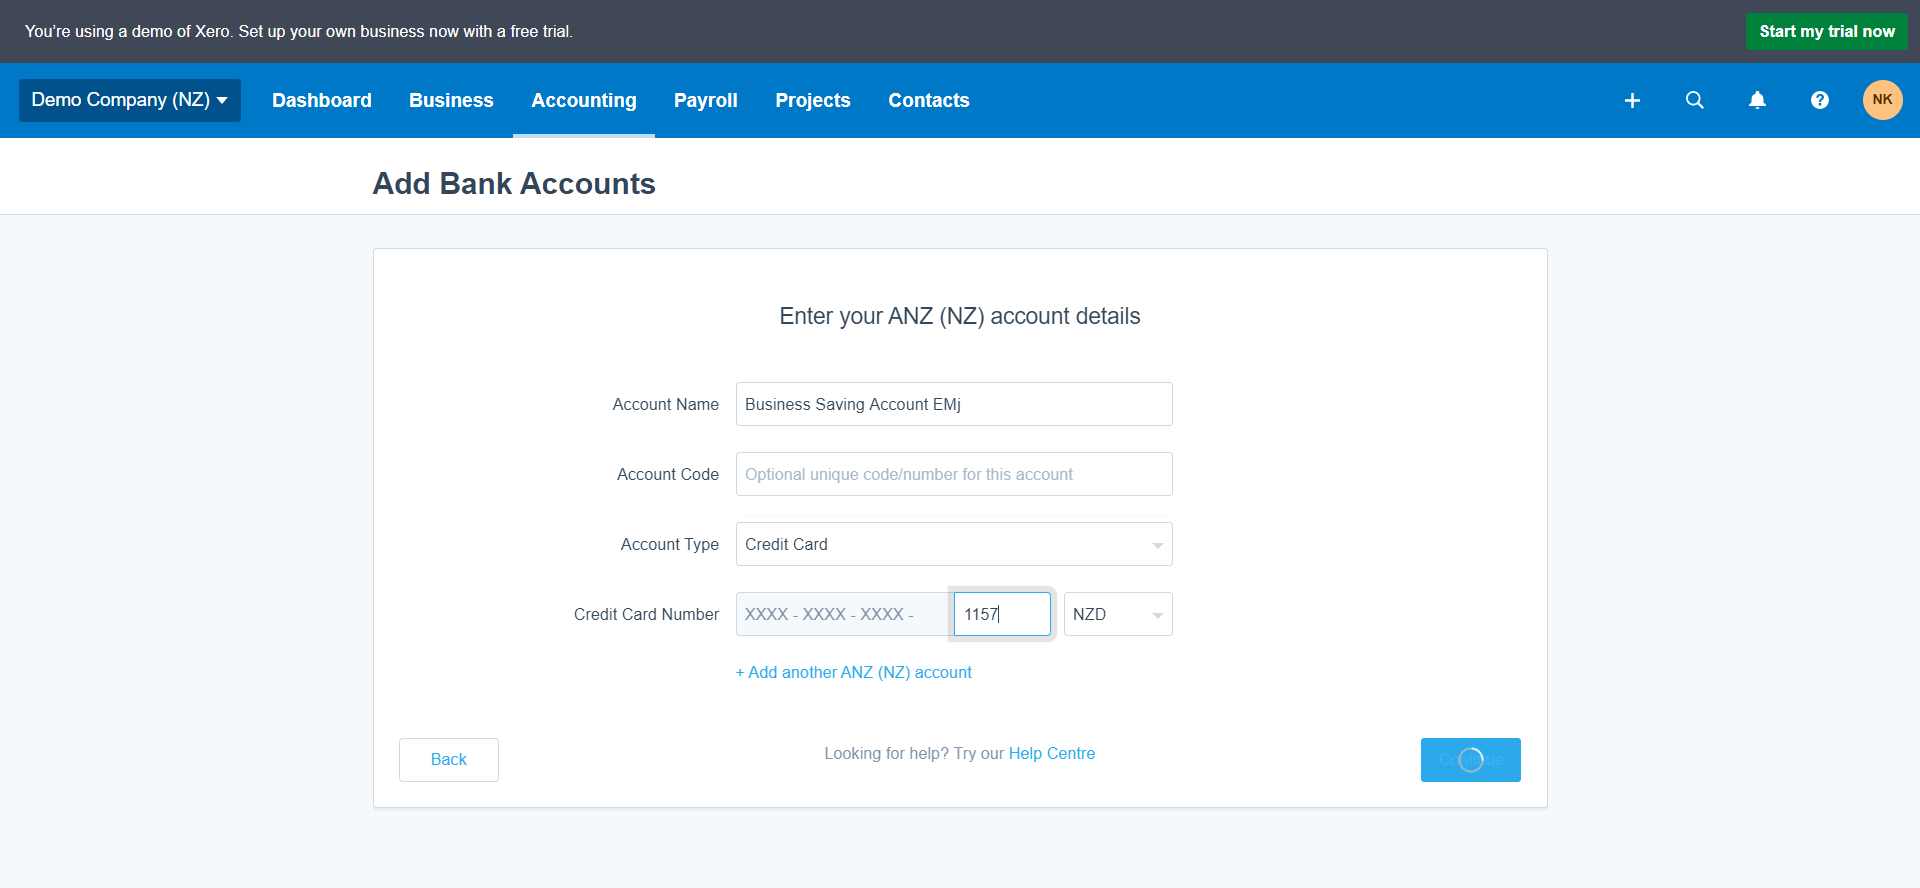 You're using a demo of Xero. Set up your own business now with a free trial.
Start my trial now
Demo Company (NZ)
Dashboard
Business
Accounting
Payroll
Projects
Contacts
NK
Add Bank Accounts
Enter your ANZ (NZ) account details
Account Name
Business Saving Account EMj
Account Code
Optional unique code/number for this account
Account Type
Credit Card
Credit Card Number
XXXX - XXXX - XXXX -
1157
NZD
+ Add another ANZ (NZ) account
Back
Looking for help? Try our Help Centre
Continue